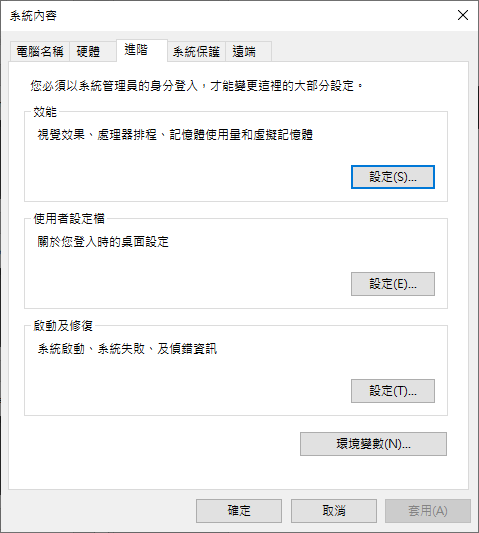 系統內容
電腦名稱
硬體
進階
系統保護
遠端
您必須以系統管理員的身分登入，才能變更這裡的大部分設定。
效能
視覺效果、處理器排程、記憶體使用量和虛擬記憶體
設定(S)...
使用者設定檔
關於您登入時的桌面設定
設定(E)...
啟動及修復
系統啟動、系統失敗、及偵錯資訊
設定(T)...
環境變數(N)...
確定
取消
套用(A)